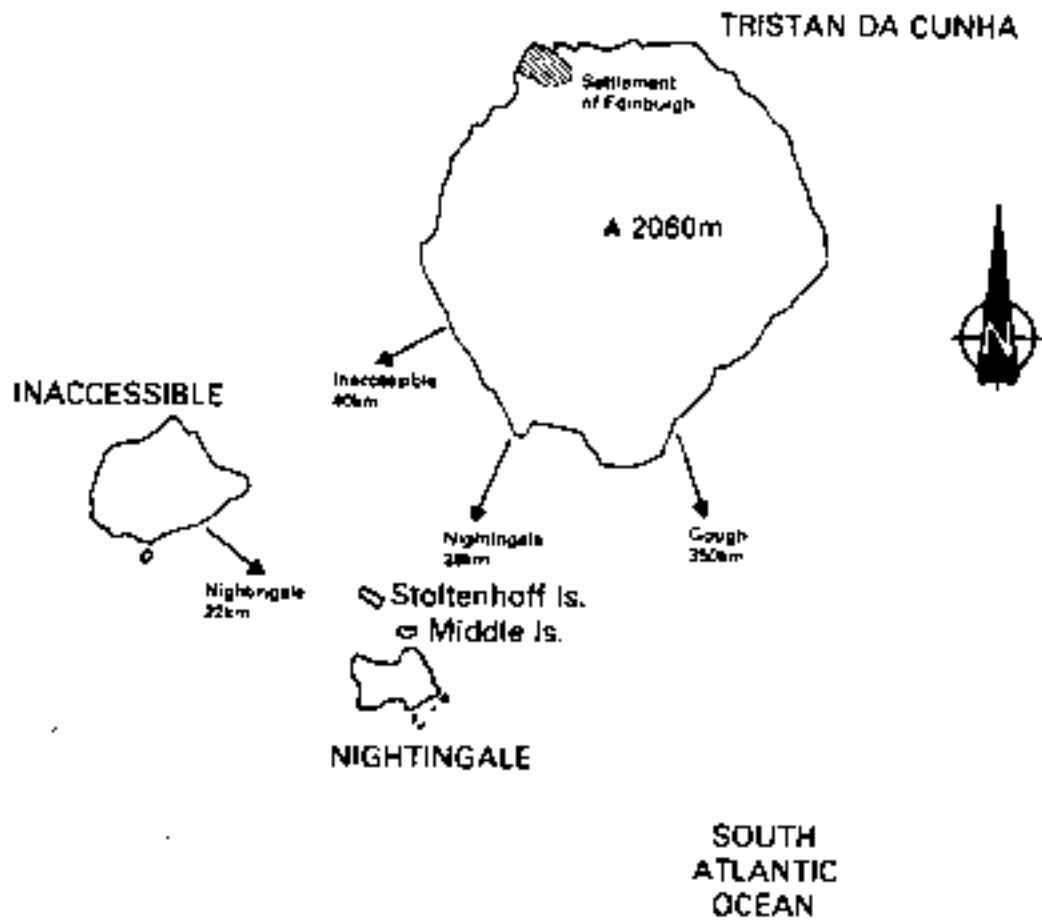 TRISTAN DA CUNHA
Settlement
of Edinburgh
▲ 2060m
N
Inaccessible
40km
INACCESSIBLE
Nightingale
38km
Gough
350km
Nightingale
22km
Stoltenhoff Is.
Middle Is.
NIGHTINGALE
SOUTH
ATLANTIC
OCEAN